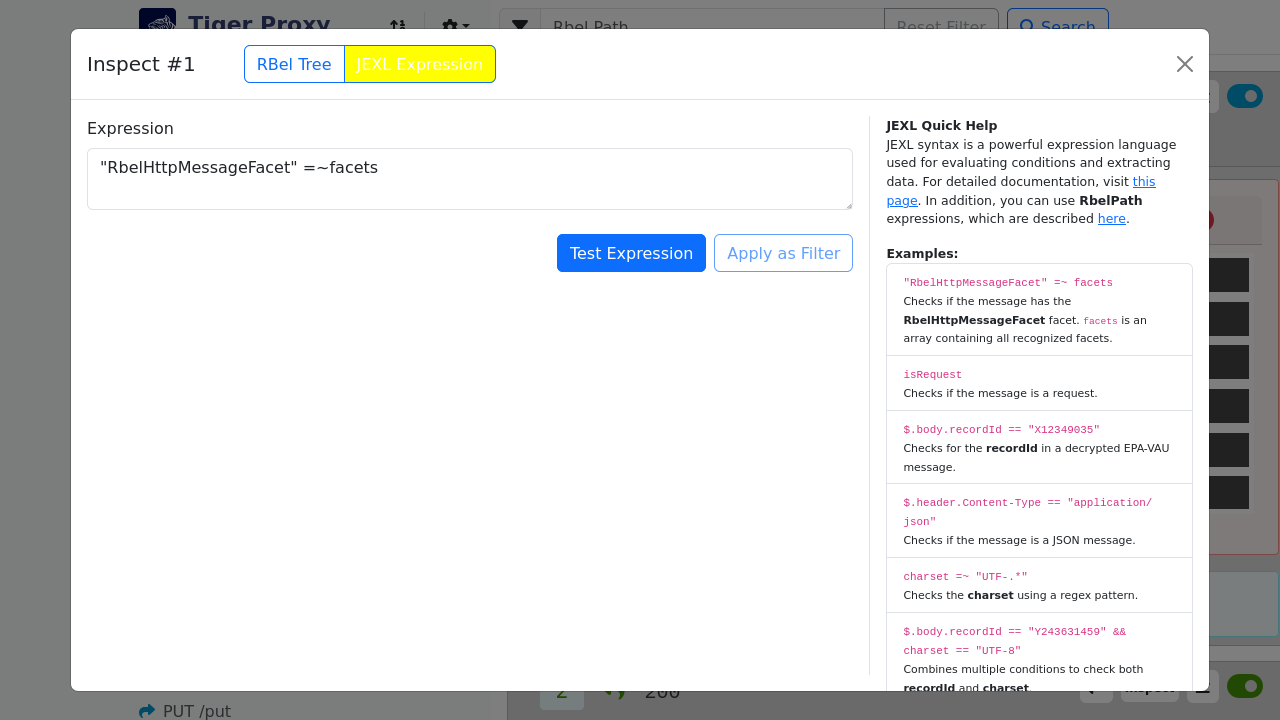 Tiger Proxy
Rbel Path
Reset Filter
Search
Inspect #1
RBel Tree
JEXL Expression
Expression
"RbelHttpMessageFacet" =~facets
Test Expression
Apply as Filter
JEXL Quick Help
JEXL syntax is a powerful expression language
used for evaluating conditions and extracting
data. For detailed documentation, visit this
page. In addition, you can use RbelPath
expressions, which are described here.
Examples:
"RbelHttpMessageFacet" =~ facets
Checks if the message has the
RbelHttpMessageFacet facet. facets is an
array containing all recognized facets.
isRequest
Checks if the message is a request.
$.body.recordId == "X12349035"
Checks for the recordId in a decrypted EPA-VAU
message.
$.header.Content-Type == "application/
json"
Checks if the message is a JSON message.
charset =~ "UTF-.*"
Checks the charset using a regex pattern.
$.body.recordId == "Y243631459" &&
charset == "UTF-8"
Combines multiple conditions to check both
recordId and charset.
2
200
Inspect
PUT /put